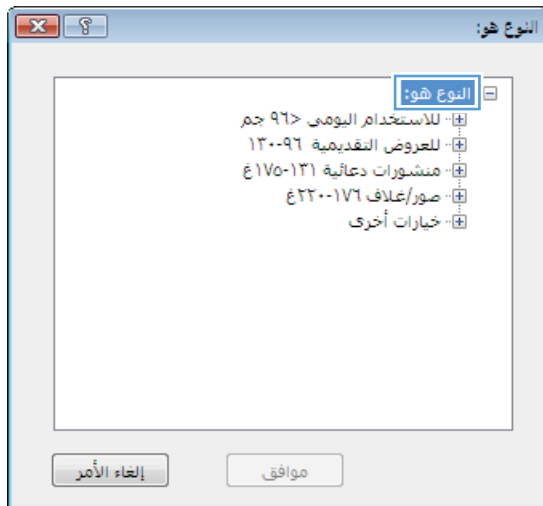 النوع هو:
النوع هو:
للاستخدام اليومي <٩٦ جم
للعروض التقديمية ٩٦-١٣٠
منشورات دعائية ١٣١-١٧٥غ
صور/غلاف ١٧٦-٢٢٠غ
خيارات أخرى
موافق
إلغاء الأمر